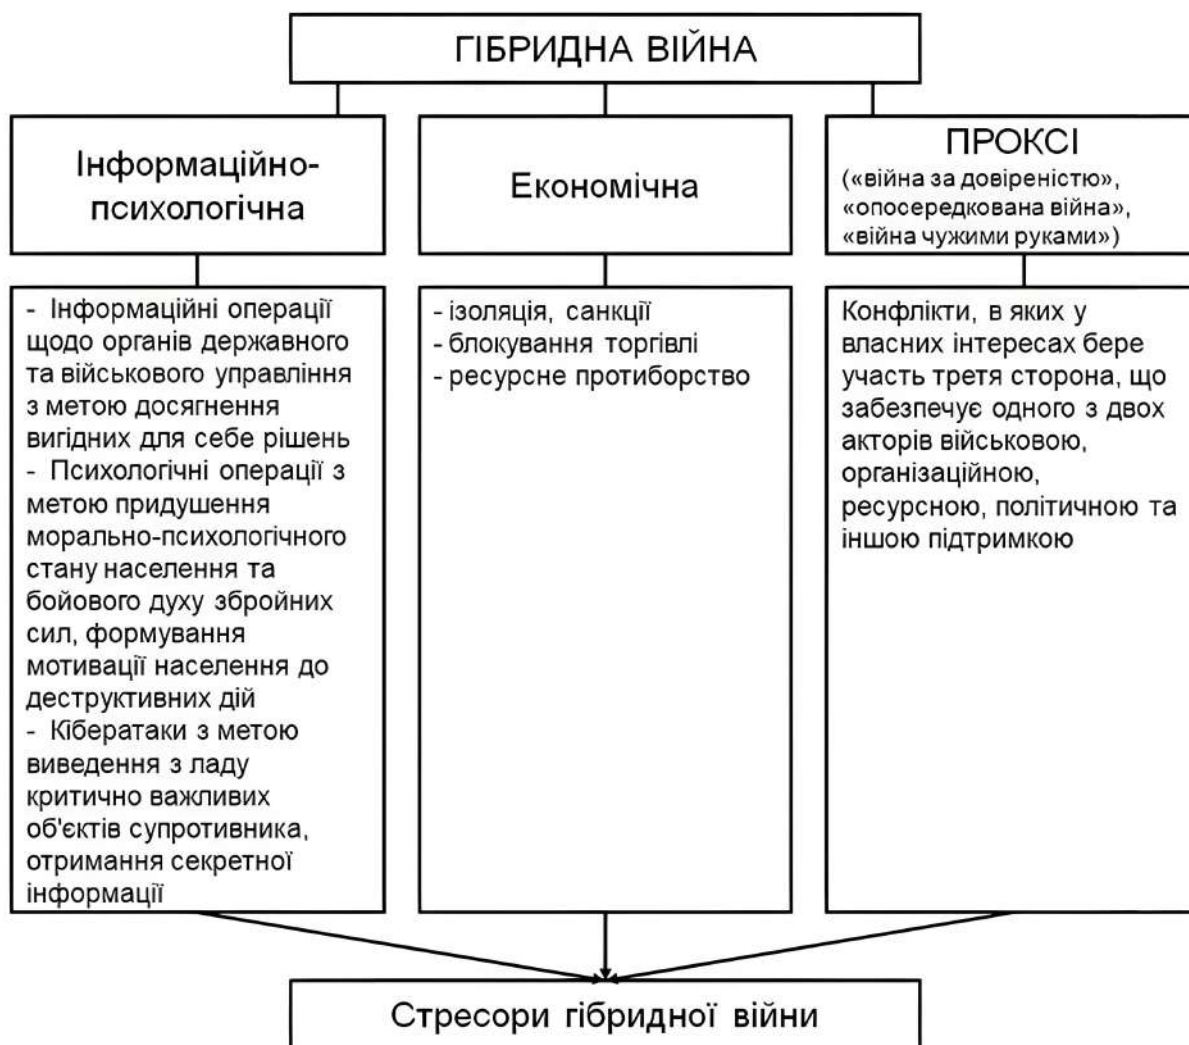 ГІБРИДНА ВІЙНА
Інформаційно-
психологічна
Економічна
ПРОКСІ
(«війна за довіреністю»,
«опосередкована війна»,
«війна чужими руками»)
- Інформаційні операції
щодо органів державного
та військового управління
з метою досягнення
вигідних для себе рішень
- Психологічні операції з
метою придушення
морально-психологічного
стану населення та
бойового духу збройних
сил, формування
мотивації населення до
деструктивних дій
- Кібератаки з метою
виведення з ладу
критично важливих
об'єктів супротивника,
отримання секретної
інформації
- ізоляція, санкції
- блокування торгівлі
- ресурсне протиборство
Конфлікти, в яких у
власних інтересах бере
участь третя сторона, що
забезпечує одного з двох
акторів військовою,
організаційною,
ресурсною, політичною та
іншою підтримкою
Стресори гібридної війни